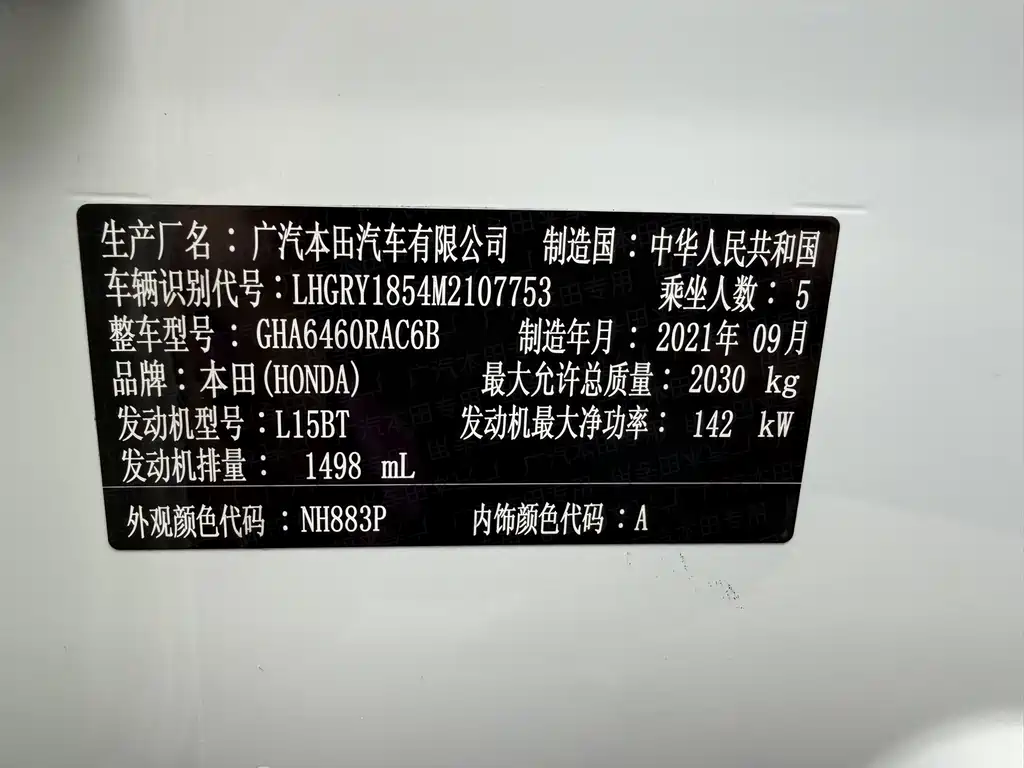 生产厂名：广汽本田汽车有限公司 制造国：中华人民共和国
车辆识别代号：LHGRY1854M2107753 乘坐人数：5
整车型号：GHA6460RAC6B 制造年月：2021年 09月
品牌：本田(HONDA) 最大允许总质量：2030 kg
发动机型号：L15BT 发动机最大净功率：142 kW
发动机排量：1498 mL
外观颜色代码：NH883P 内饰颜色代码：A